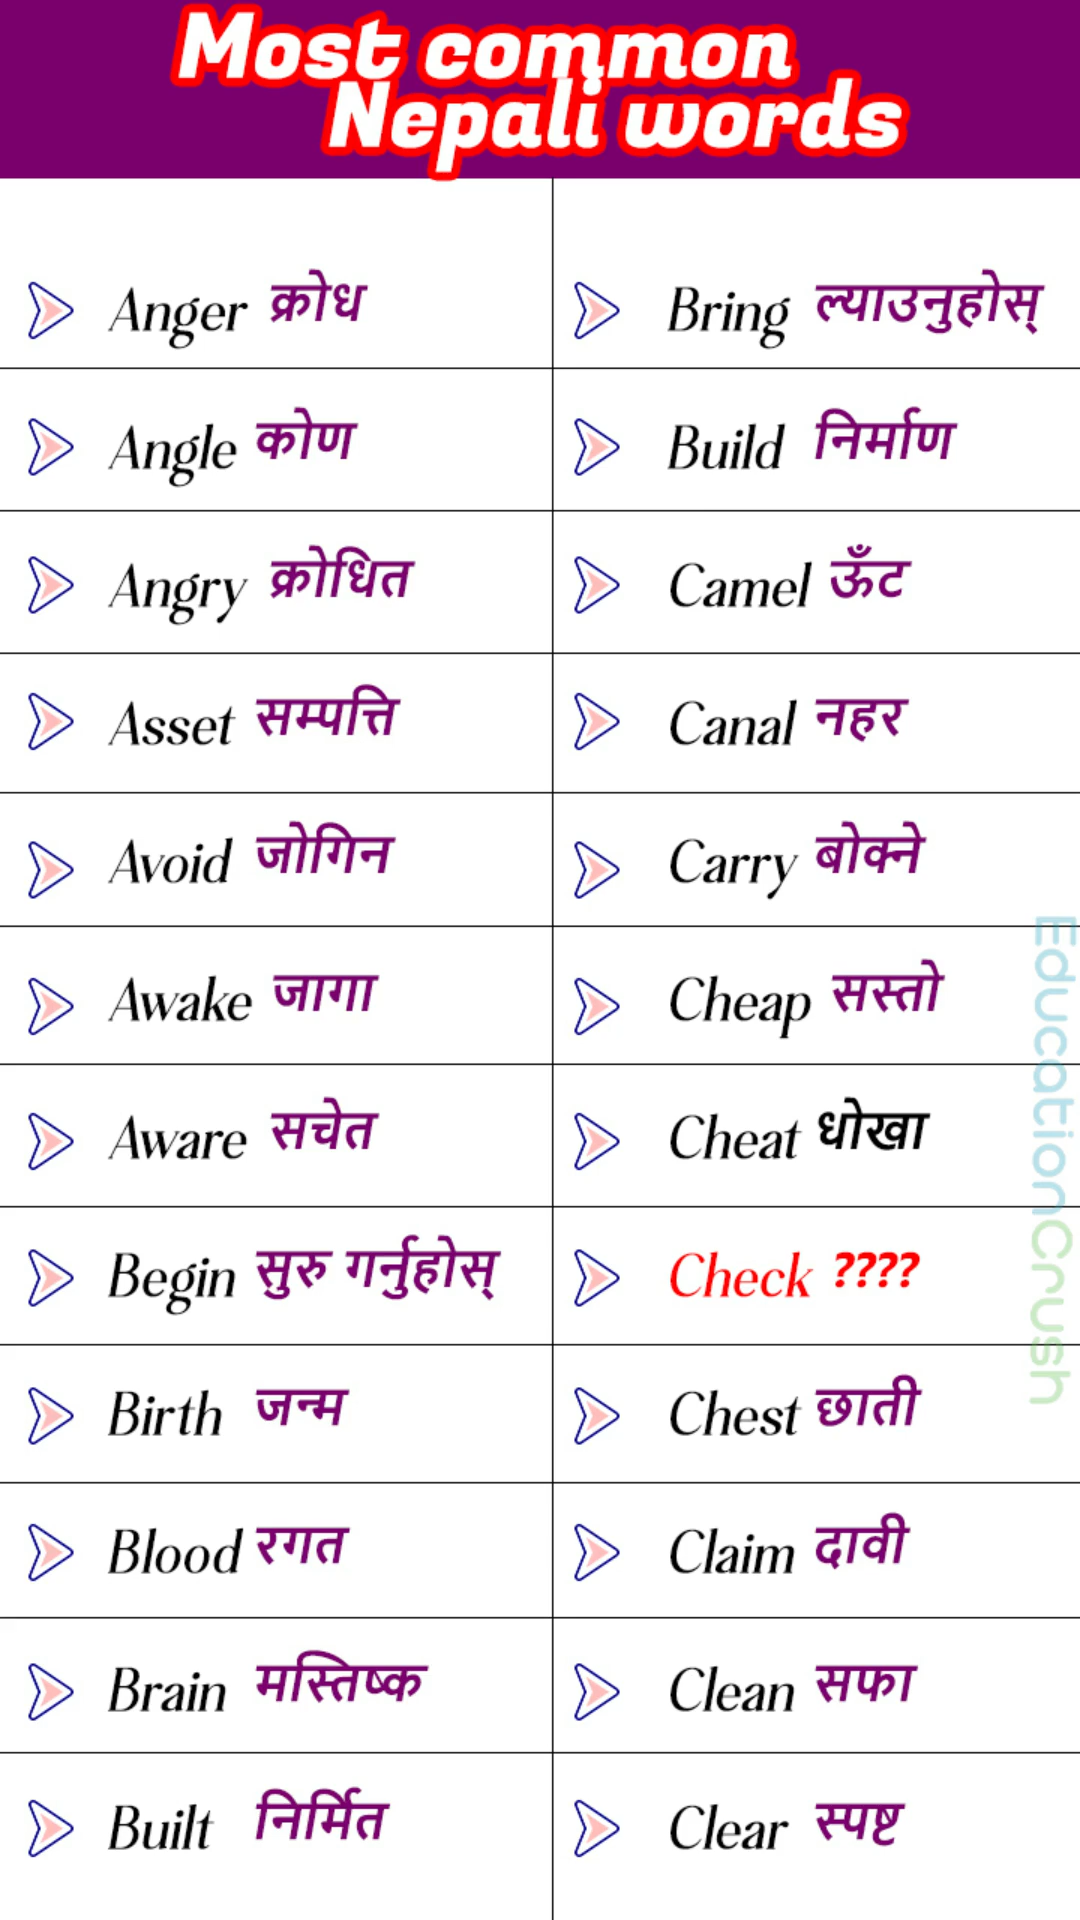 Most common
Nepali words
Anger क्रोध
Bring ल्याउनुहोस्
Angle कोण
Build निर्माण
Angry क्रोधित
Camel ऊँट
Asset सम्पत्ति
Canal नहर
Avoid जोगिन
Carry बोक्ने
Awake जागा
Cheap सस्तो
Aware सचेत
Cheat धोखा
Begin सुरु गर्नुहोस्
Check ????
Birth जन्म
Chest छाती
Blood रगत
Claim दावी
Brain मस्तिष्क
Clean सफा
Built निर्मित
Clear स्पष्ट
EducationCrush